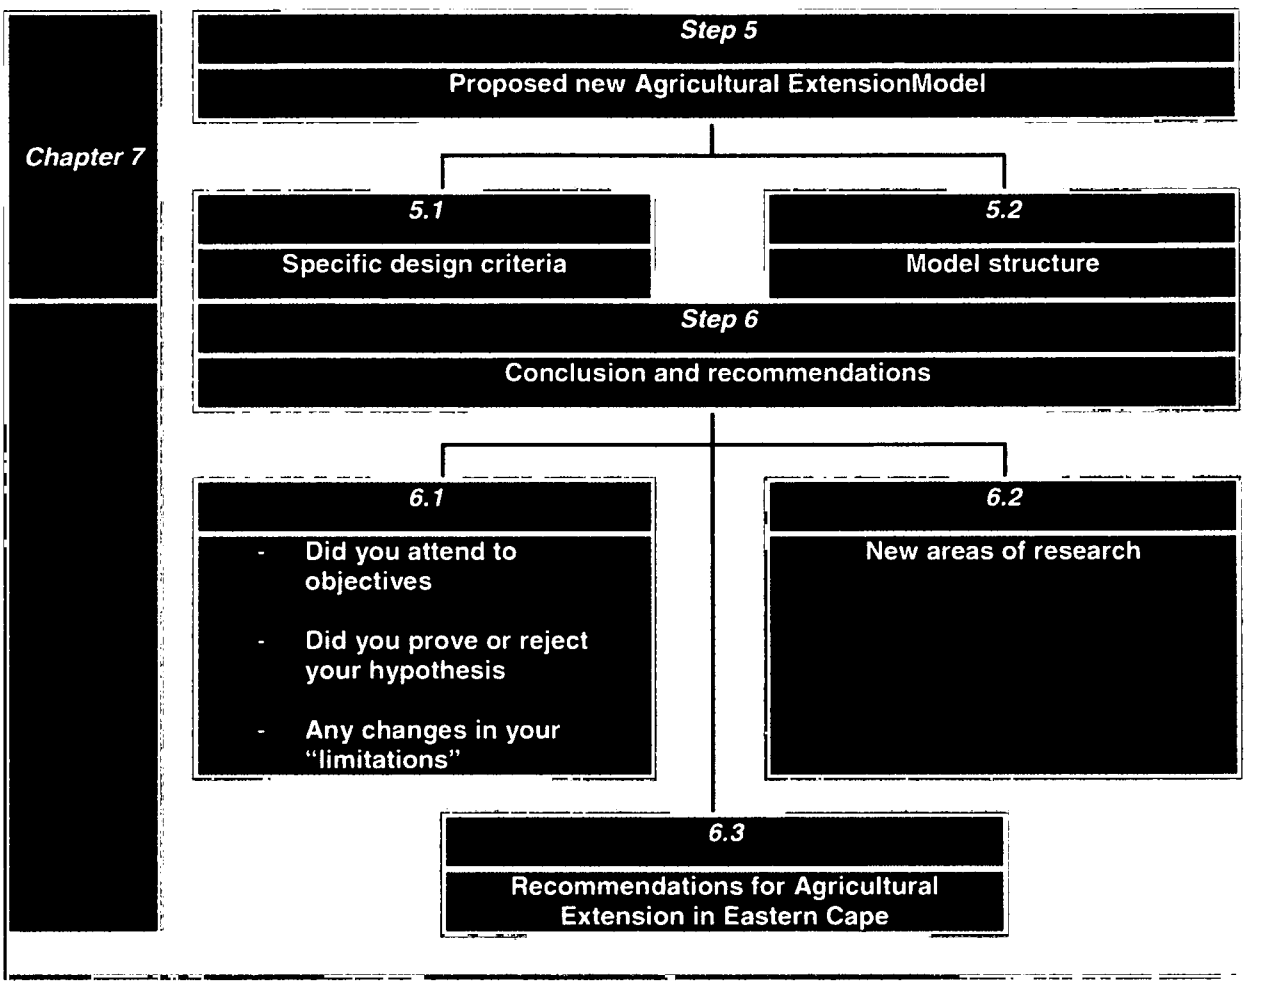 Step 5
Proposed new Agricultural ExtensionModel
Chapter 7
5.1
Specific design criteria
5.2
Model structure
Step 6
Conclusion and recommendations
6.1
- Did you attend to
objectives
- Did you prove or reject
your hypothesis
- Any changes in your
“limitations”
6.2
New areas of research
6.3
Recommendations for Agricultural
Extension in Eastern Cape